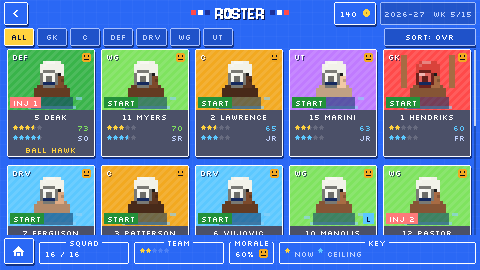 ROSTER
140
2026-27 WK 5/15
ALL GK C DEF DRV WG UT
SORT: OVR
DEF
INJ 1
5 DEAK
73
SO
BALL HAWK
WG
START
11 MYERS
70
SR
C
START
2 LAWRENCE
65
JR
UT
START
15 MARINI
63
JR
GK
START
1 HENDRIKS
60
FR
DRV
START
7 FERGUSON
C
START
3 PATTERSON
DRV
START
6 VUJOVIC
WG
L
START
10 MANOLIS
WG
INJ 2
12 PASTOR
SQUAD
16 / 16
TEAM
MORALE
60%
KEY
NOW CEILING